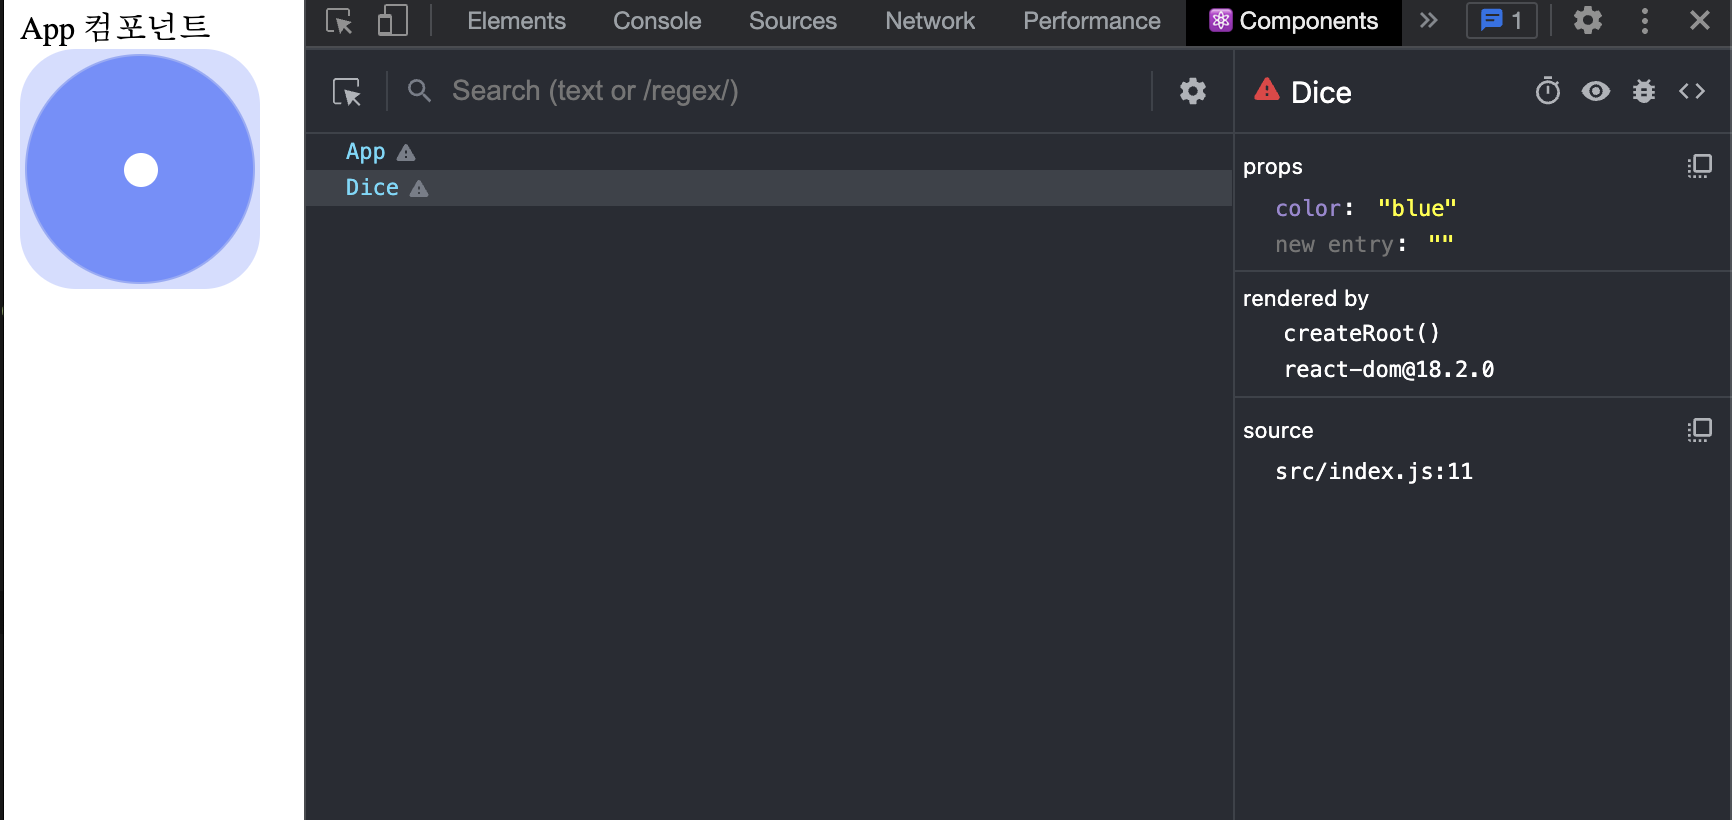 App 컴포넌트
Elements Console Sources Network Performance Components 1
Search (text or /regex/)
App
Dice
Dice
props
color: "blue"
new entry: ""
rendered by
createRoot()
react-dom@18.2.0
source
src/index.js:11